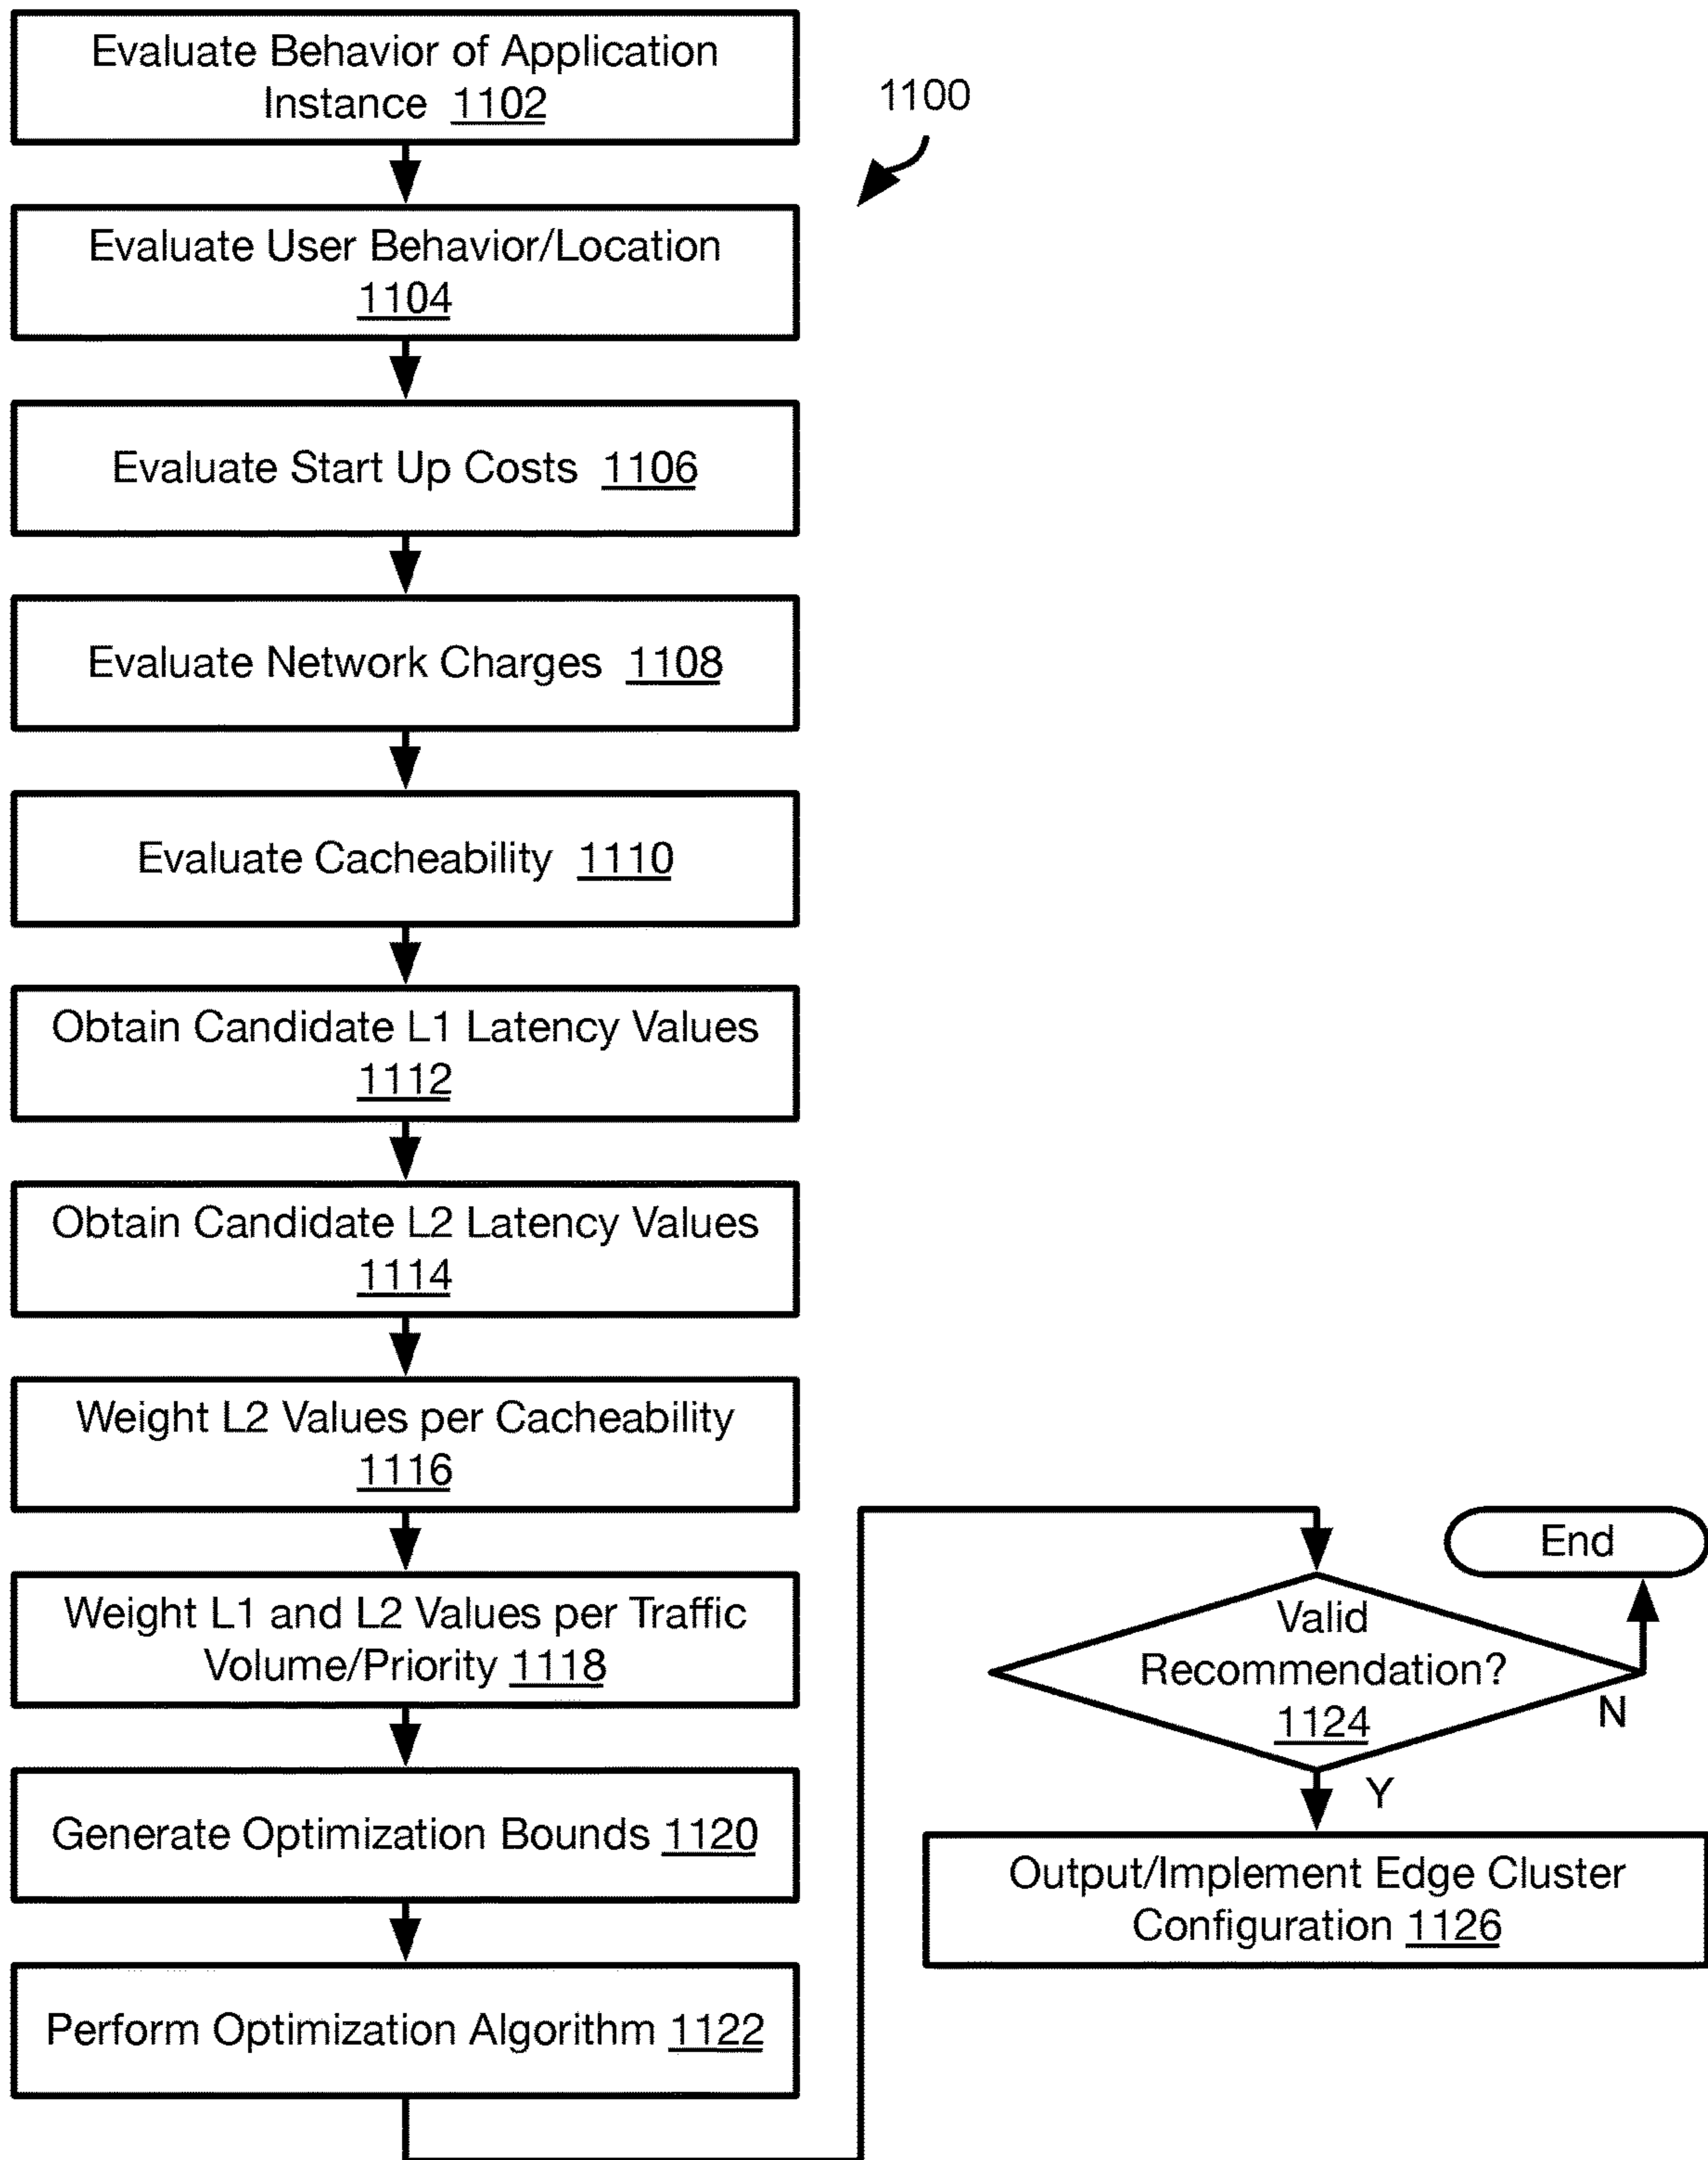 Evaluate Behavior of Application
Instance 1102
1100
Evaluate User Behavior/Location
1104
Evaluate Start Up Costs 1106
Evaluate Network Charges 1108
Evaluate Cacheability 1110
Obtain Candidate L1 Latency Values
1112
Obtain Candidate L2 Latency Values
1114
Weight L2 Values per Cacheability
1116
Weight L1 and L2 Values per Traffic
Volume/Priority 1118
Generate Optimization Bounds 1120
Perform Optimization Algorithm 1122
End
Valid
Recommendation?
1124
N
Y
Output/Implement Edge Cluster
Configuration 1126